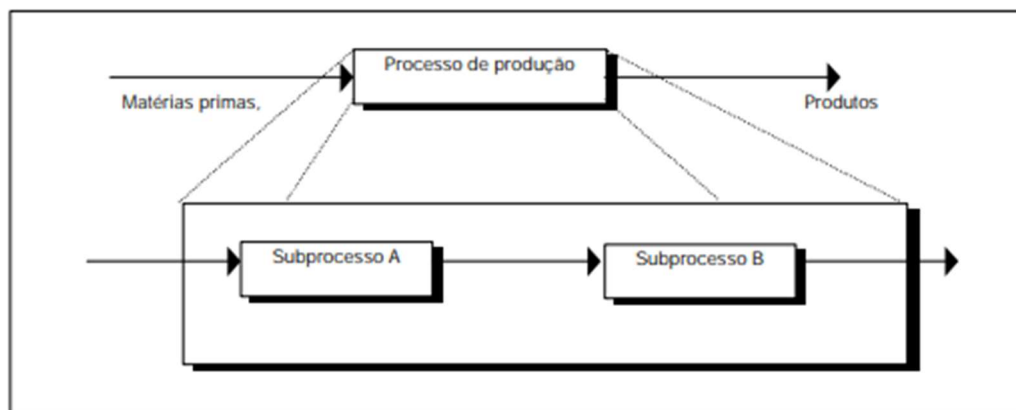 Processo de produção
Matérias primas,
Produtos
Subprocesso A
Subprocesso B